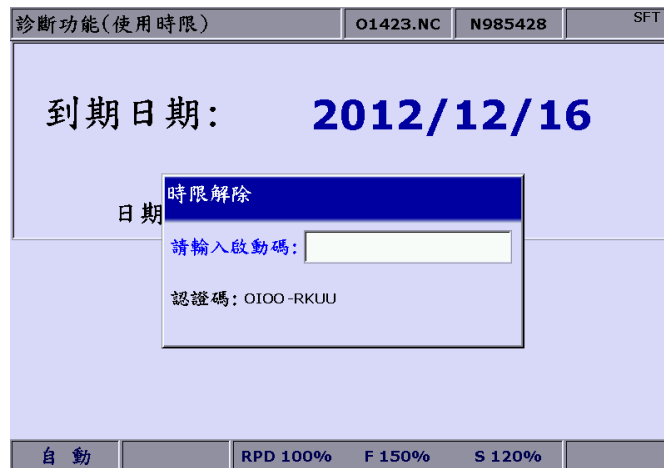 診斷功能(使用時限) O1423.NC N985428 SFT
到期日期: 2012/12/16
日期
時限解除
請輸入啟動碼:
認證碼: OIOO-RKUU
自 動 RPD 100% F 150% S 120%